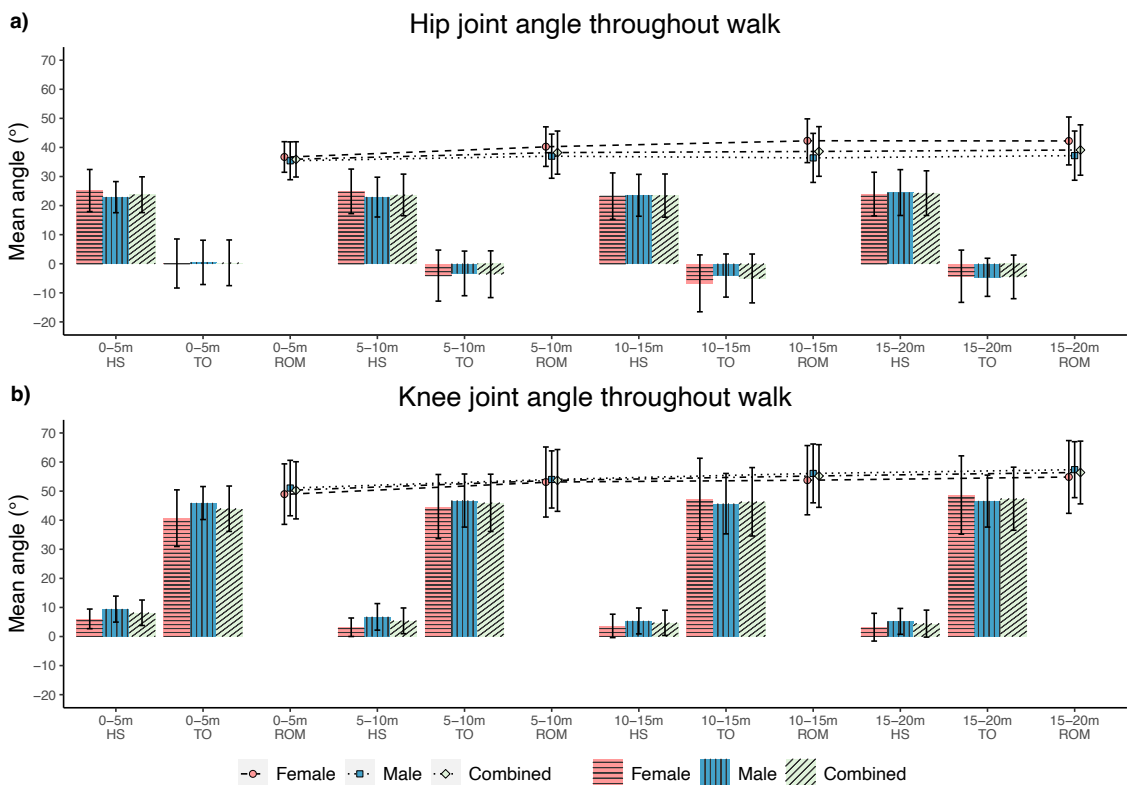 a)
Hip joint angle throughout walk
Mean angle (°)
70
60
50
40
30
20
10
0
−10
−20
0−5m 0−5m 0−5m 5−10m 5−10m 5−10m 10−15m 10−15m 10−15m 15−20m 15−20m 15−20m
HS TO ROM HS TO ROM HS TO ROM HS TO ROM
b)
Knee joint angle throughout walk
Mean angle (°)
70
60
50
40
30
20
10
0
−10
−20
0−5m 0−5m 0−5m 5−10m 5−10m 5−10m 10−15m 10−15m 10−15m 15−20m 15−20m 15−20m
HS TO ROM HS TO ROM HS TO ROM HS TO ROM
Female Male Combined Female Male Combined